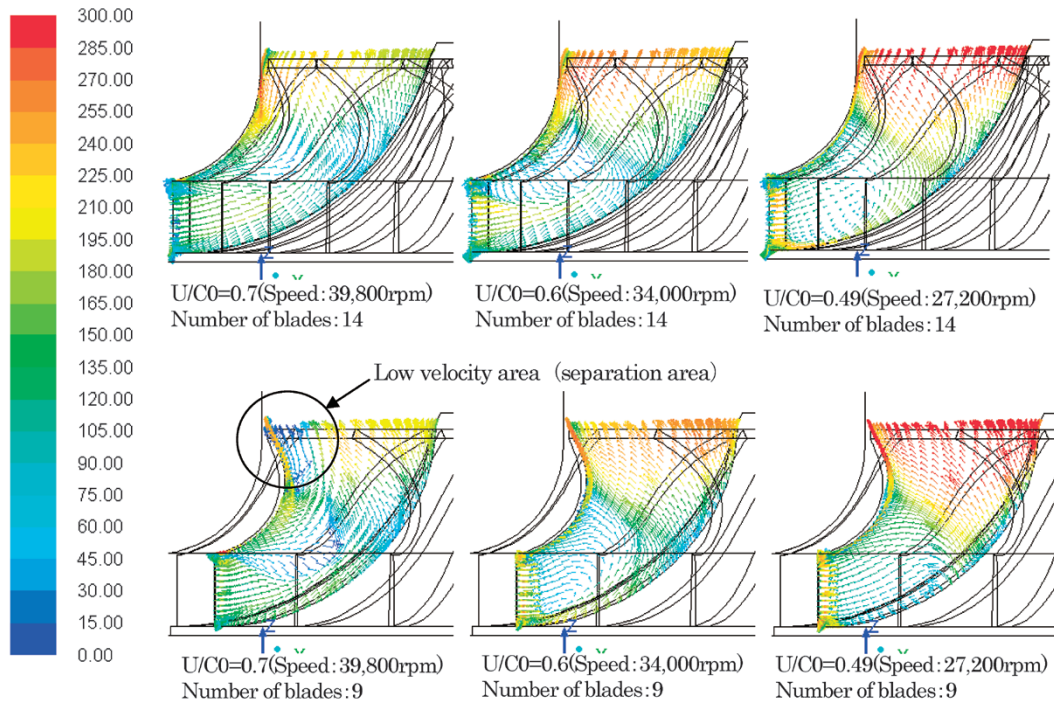 300.00
285.00
270.00
255.00
240.00
225.00
210.00
195.00
180.00
165.00
150.00
135.00
120.00
105.00
90.00
75.00
60.00
45.00
30.00
15.00
0.00
U/C0=0.7(Speed:39,800rpm)
Number of blades:14
U/C0=0.6(Speed:34,000rpm)
Number of blades:14
U/C0=0.49(Speed:27,200rpm)
Number of blades:14
Low velocity area (separation area)
U/C0=0.7(Speed:39,800rpm)
Number of blades:9
U/C0=0.6(Speed:34,000rpm)
Number of blades:9
U/C0=0.49(Speed:27,200rpm)
Number of blades:9